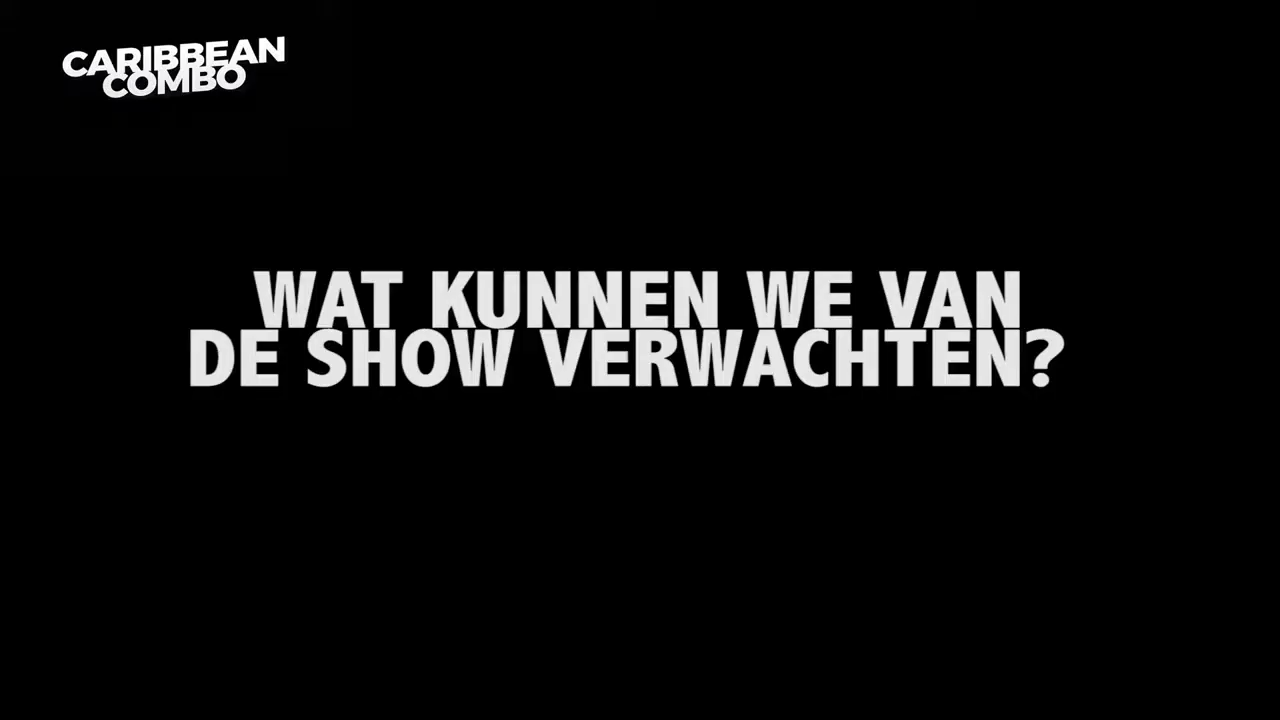 CARIBBEAN
COMBO
WAT KUNNEN WE VAN
DE SHOW VERWACHTEN?